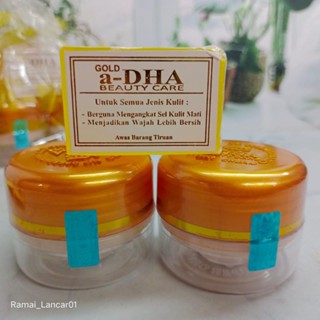 GOLD
a-DHA
BEAUTY CARE
Untuk Semua Jenis Kulit :
- Berguna Mengangkat Sel Kulit Mati
- Menjadikan Wajah Lebih Bersih
Awas Barang Tiruan
Ramai_Lancar01